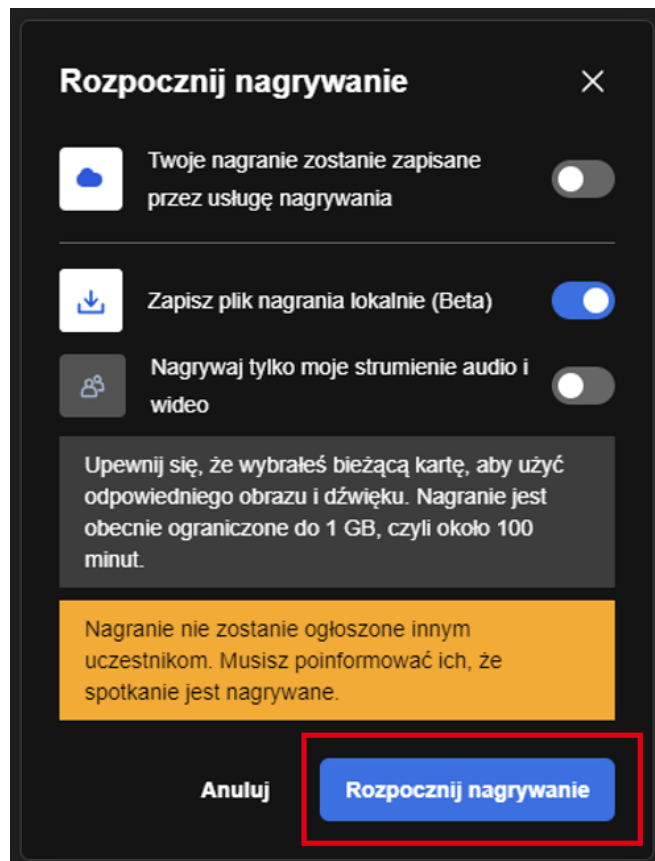 Rozpocznij nagrywanie
Twoje nagranie zostanie zapisane
przez usługę nagrywania
Zapisz plik nagrania lokalnie (Beta)
Nagrywaj tylko moje strumienie audio i
wideo
Upewnij się, że wybrałeś bieżącą kartę, aby użyć
odpowiedniego obrazu i dźwięku. Nagranie jest
obecnie ograniczone do 1 GB, czyli około 100
minut.
Nagranie nie zostanie ogłoszone innym
uczestnikom. Musisz poinformować ich, że
spotkanie jest nagrywane.
Anuluj
Rozpocznij nagrywanie